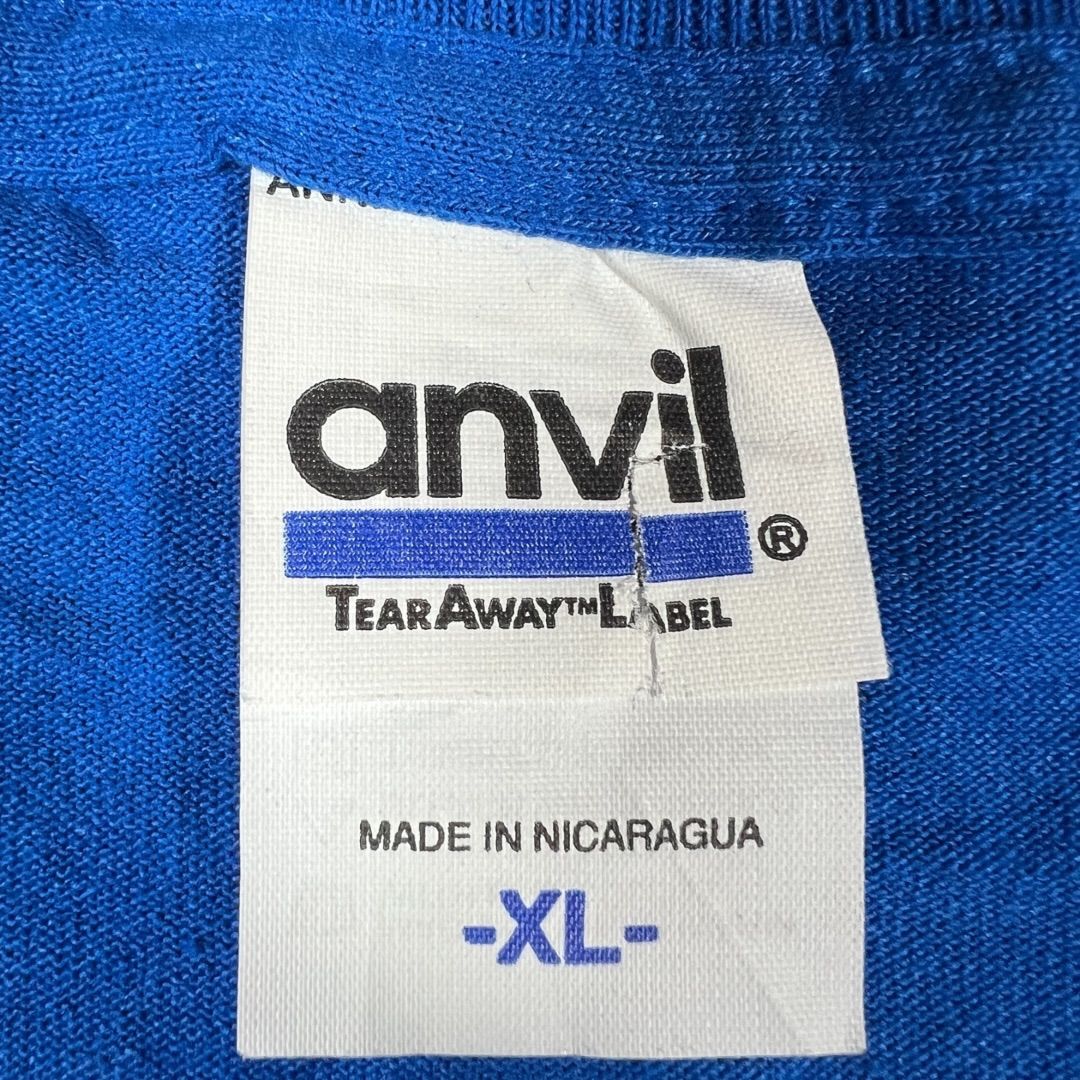 anvil
®
TEARAWAY™LABEL
MADE IN NICARAGUA
-XL-